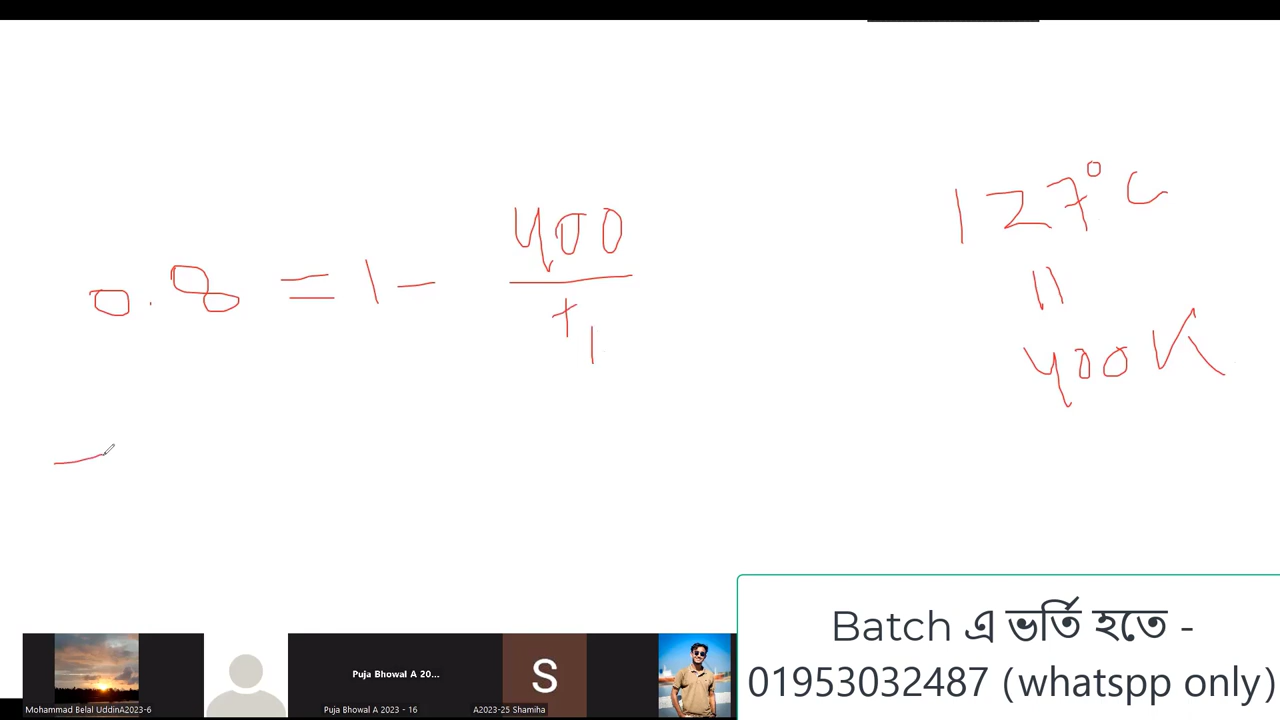 127°C
||
400K
0.8 = 1 - 400/T1
Mohammad Belal UddinA2023-6
Puja Bhowal A 20...
Puja Bhowal A 2023 - 16
S
A2023-25 Shamiha
Batch এ ভর্তি হতে -
01953032487 (whatspp only)